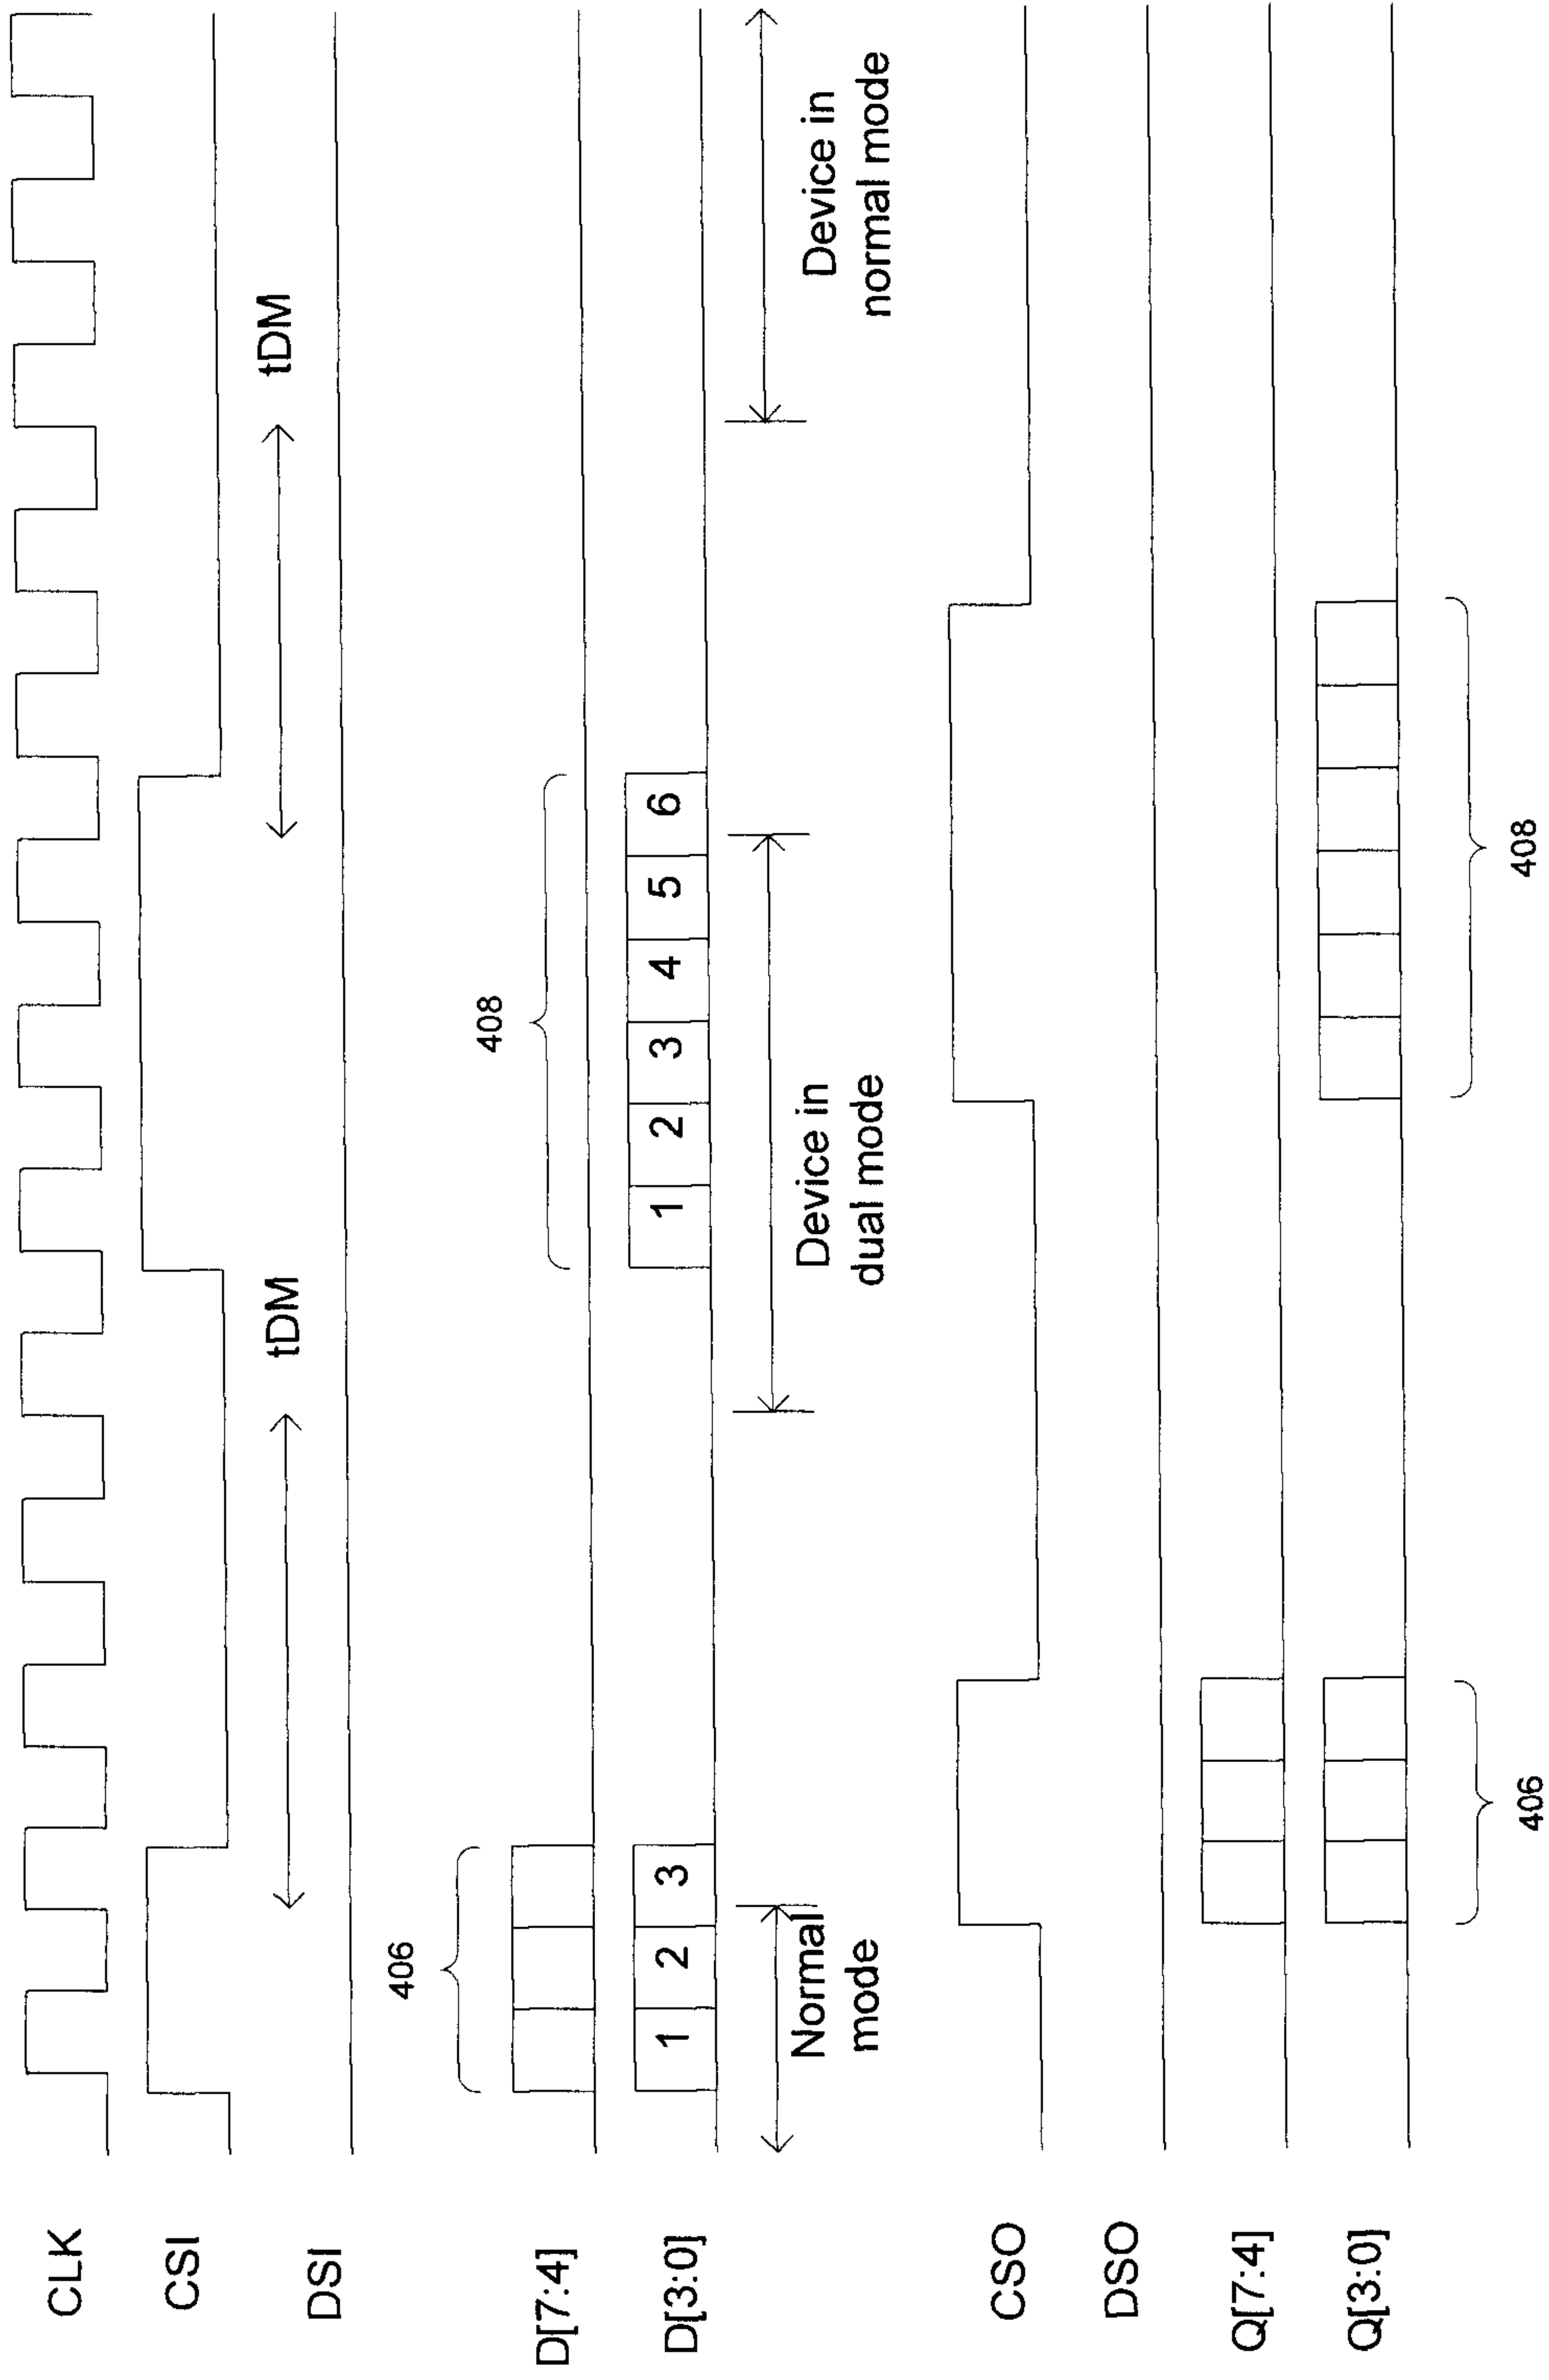 CLK
CSI
tDM
tDM
DSI
406
408
D[7:4]
D[3:0]
1 2 3
1 2 3 4 5 6
Normal
mode
Device in
dual mode
Device in
normal mode
CSO
DSO
Q[7:4]
Q[3:0]
406
408